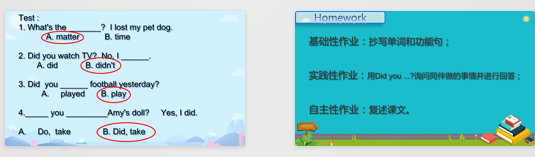 Test :
1. What's the _______? I lost my pet dog.
A. matter B. time
2. Did you watch TV? No, I ______.
A. did B. didn't
3. Did you ______ football yesterday?
A. played B. play
4._____ you _________Amy's doll? Yes, I did.
A. Do, take B. Did, take
Homework
基础性作业：抄写单词和功能句；
实践性作业：用Did you ...?询问同伴做的事情并进行回答；
自主性作业：复述课文。